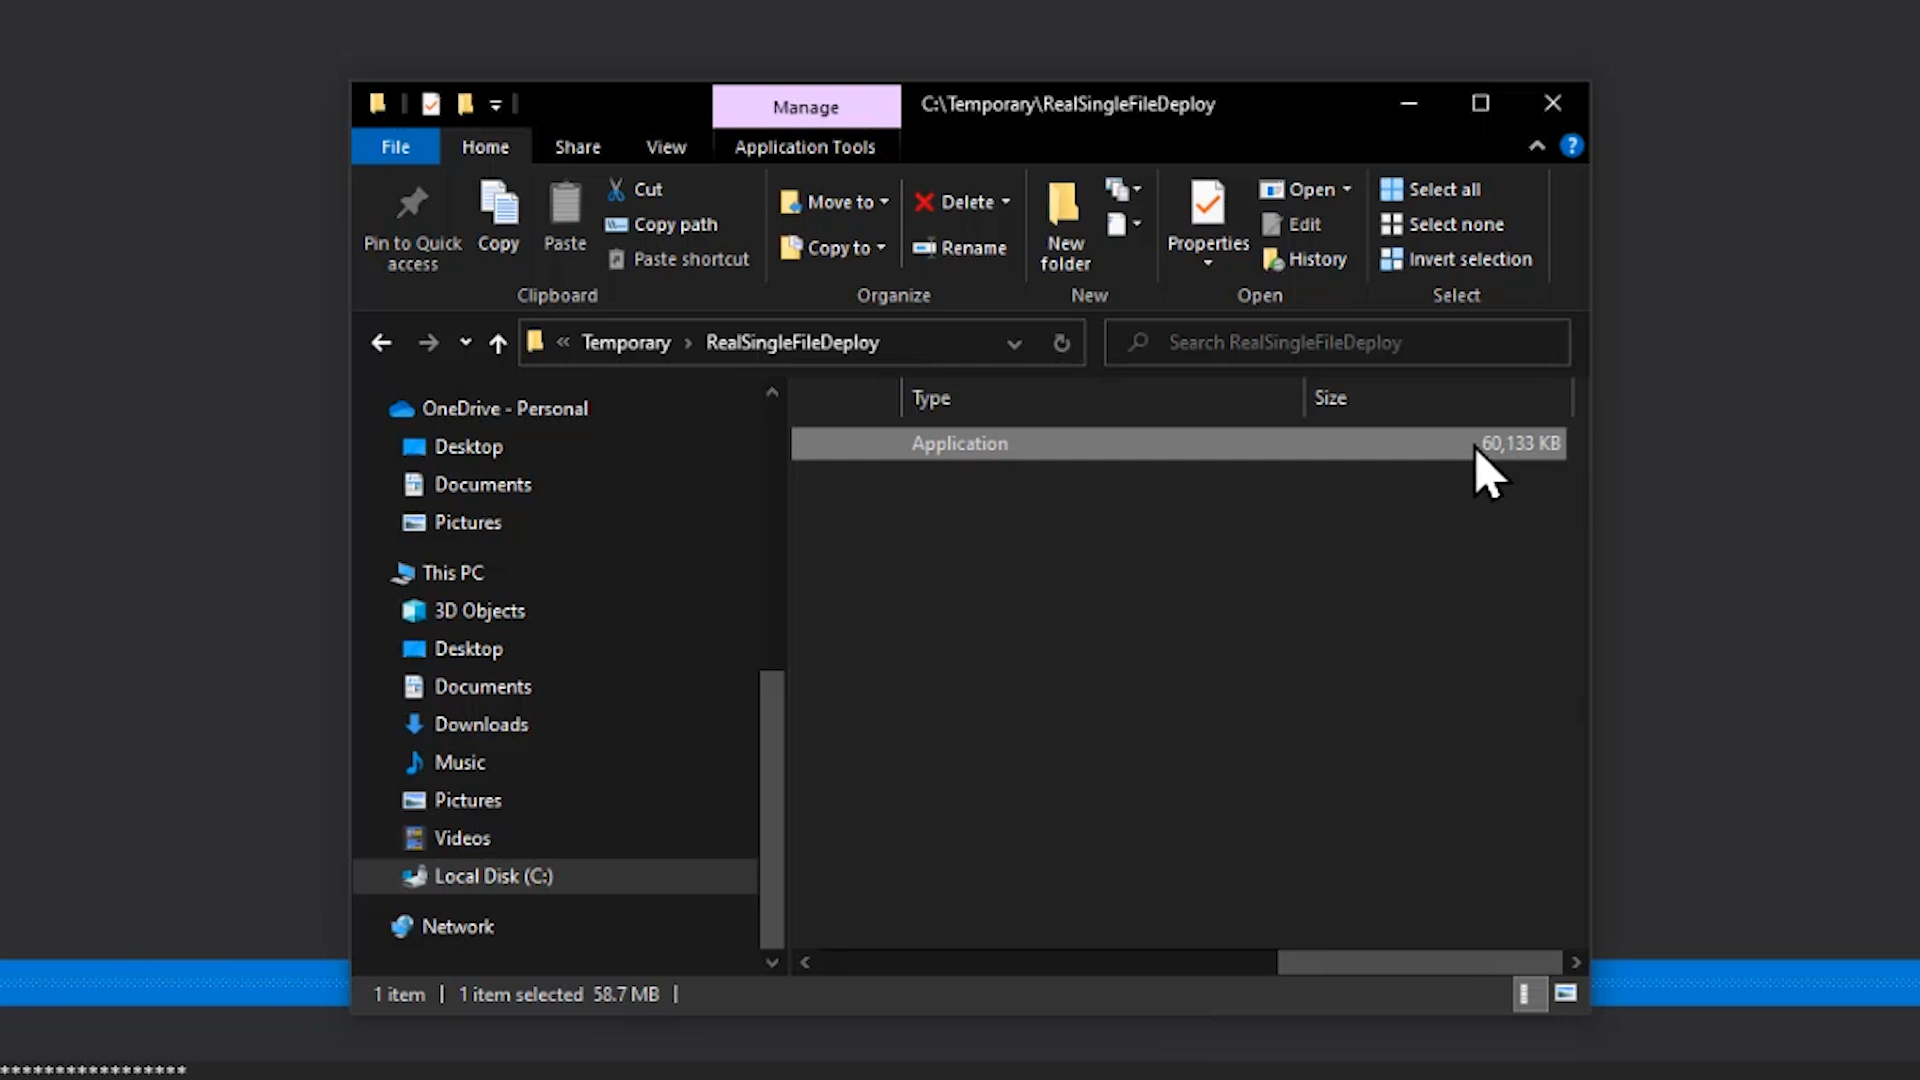 Manage
C:\Temporary\RealSingleFileDeploy
File
Home
Share
View
Application Tools
?
Pin to Quick
access
Copy
Paste
Cut
Copy path
Paste shortcut
Clipboard
Move to
Copy to
Delete
Rename
Organize
New
folder
New
Properties
Open
Edit
History
Open
Select all
Select none
Invert selection
Select
« Temporary › RealSingleFileDeploy
Search RealSingleFileDeploy
OneDrive - Personal
Desktop
Documents
Pictures
This PC
3D Objects
Desktop
Documents
Downloads
Music
Pictures
Videos
Local Disk (C:)
Network
Type
Size
Application
60,133 KB
1 item
1 item selected 58.7 MB
*****************